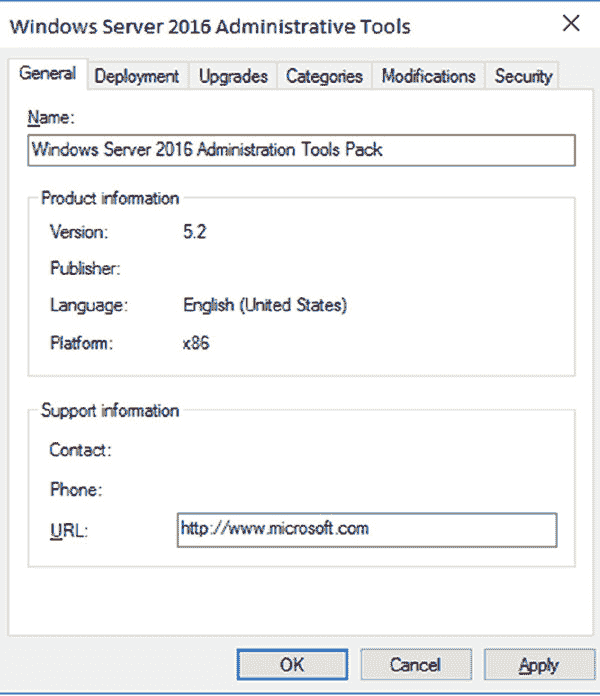 Windows Server 2016 Administrative Tools
General Deployment Upgrades Categories Modifications Security
Name:
Windows Server 2016 Administration Tools Pack
Product information
Version: 5.2
Publisher:
Language: English (United States)
Platform: x86
Support information
Contact:
Phone:
URL: http://www.microsoft.com
OK Cancel Apply